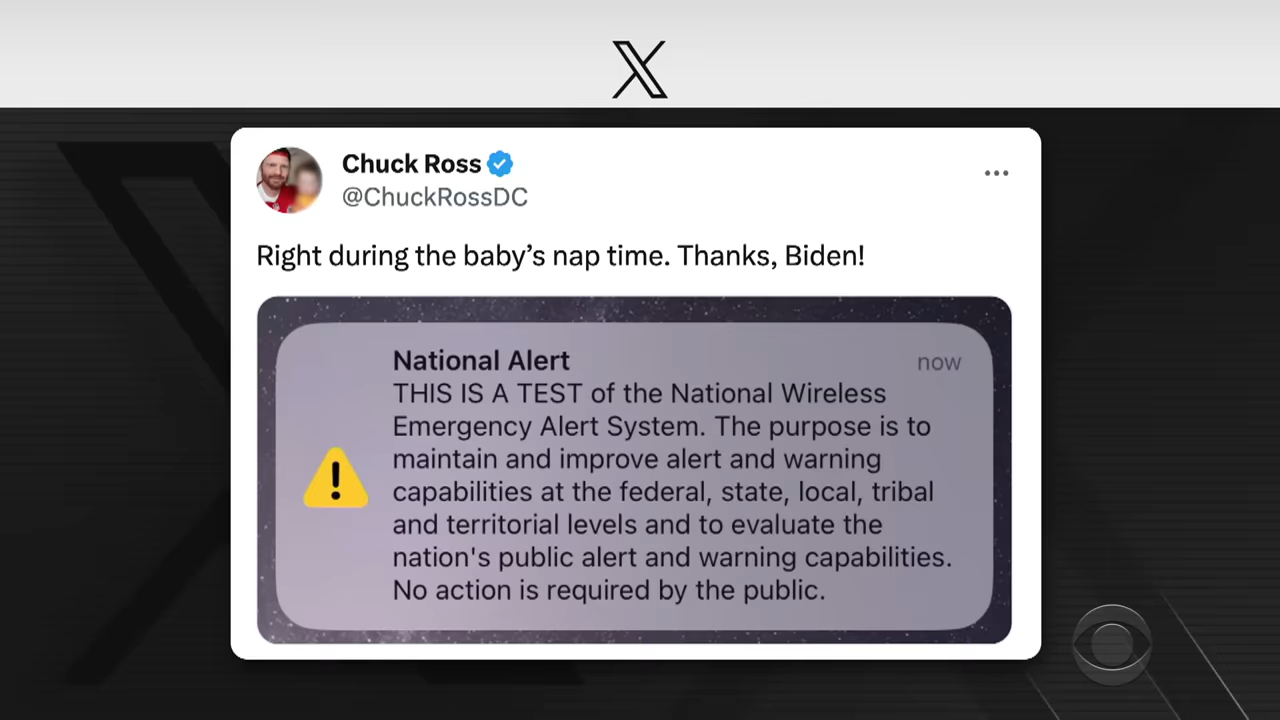 X
Chuck Ross
@ChuckRossDC
Right during the baby’s nap time. Thanks, Biden!
National Alert
now
THIS IS A TEST of the National Wireless
Emergency Alert System. The purpose is to
maintain and improve alert and warning
capabilities at the federal, state, local, tribal
and territorial levels and to evaluate the
nation's public alert and warning capabilities.
No action is required by the public.